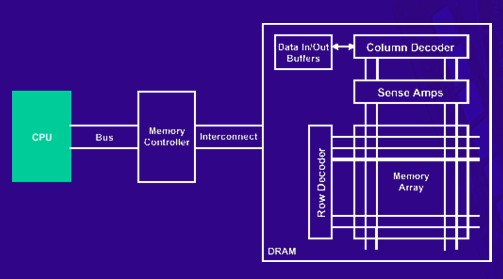 Data In/Out
Buffers
Column Decoder
Sense Amps
CPU
Bus
Memory
Controller
Interconnect
Row Decoder
Memory
Array
DRAM